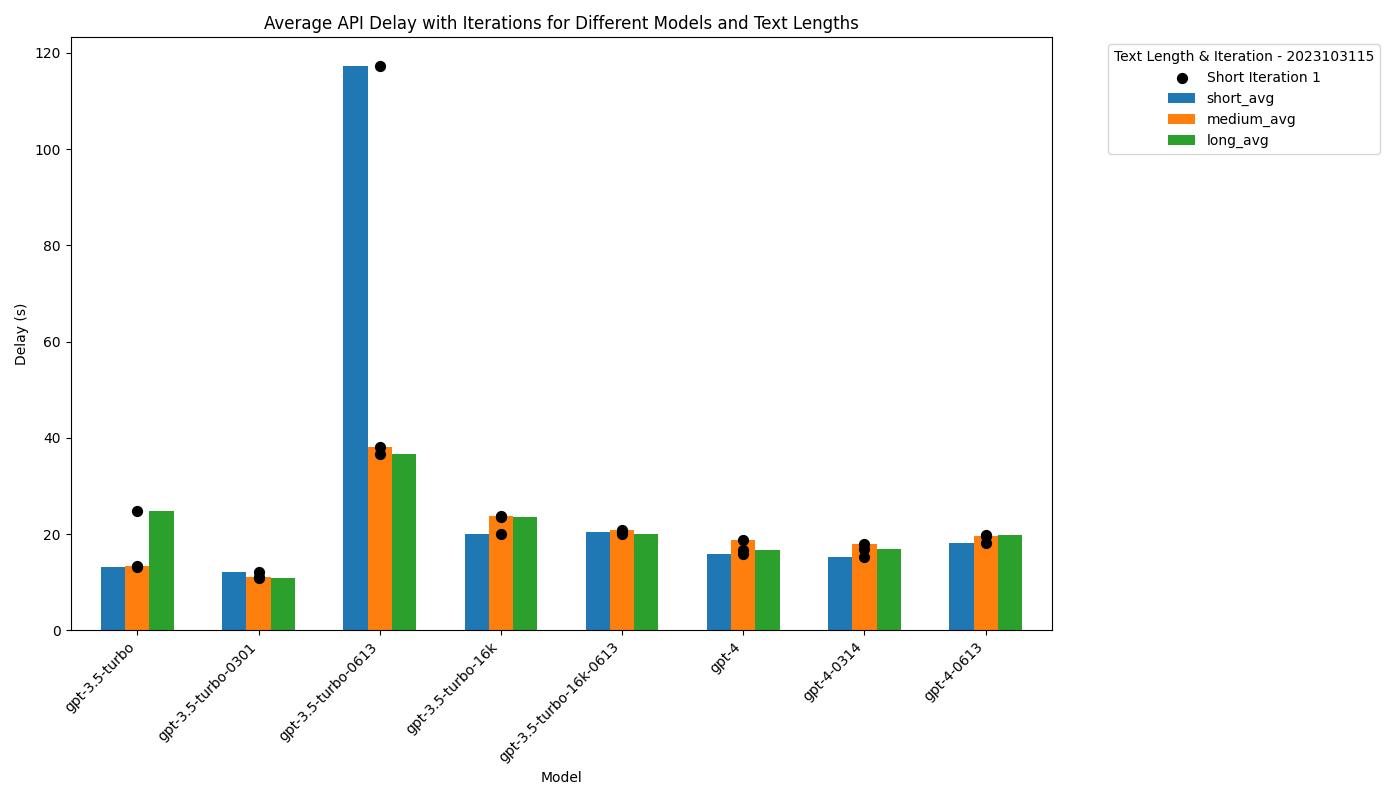 Average API Delay with Iterations for Different Models and Text Lengths
Delay (s)
120
100
80
60
40
20
0
gpt-3.5-turbo
gpt-3.5-turbo-0301
gpt-3.5-turbo-0613
gpt-3.5-turbo-16k
gpt-3.5-turbo-16k-0613
gpt-4
gpt-4-0314
gpt-4-0613
Model
Text Length & Iteration - 2023103115
Short Iteration 1
short_avg
medium_avg
long_avg